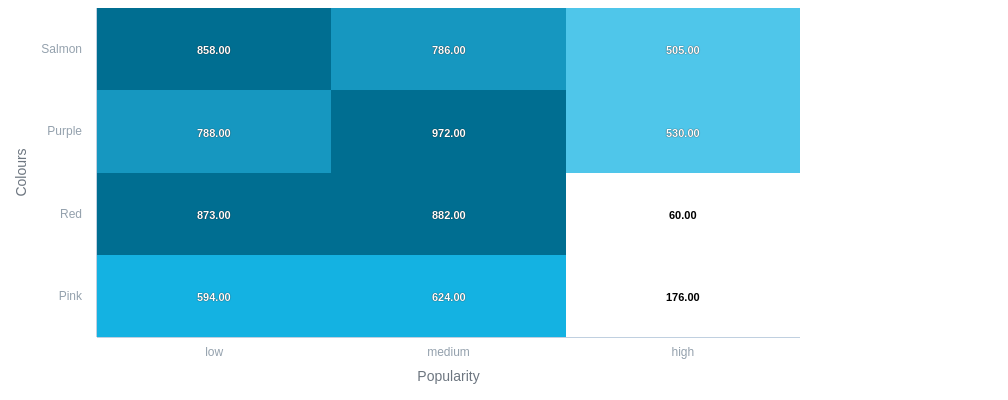 Colours
Salmon 858.00 786.00 505.00
Purple 788.00 972.00 530.00
Red 873.00 882.00 60.00
Pink 594.00 624.00 176.00
low medium high
Popularity